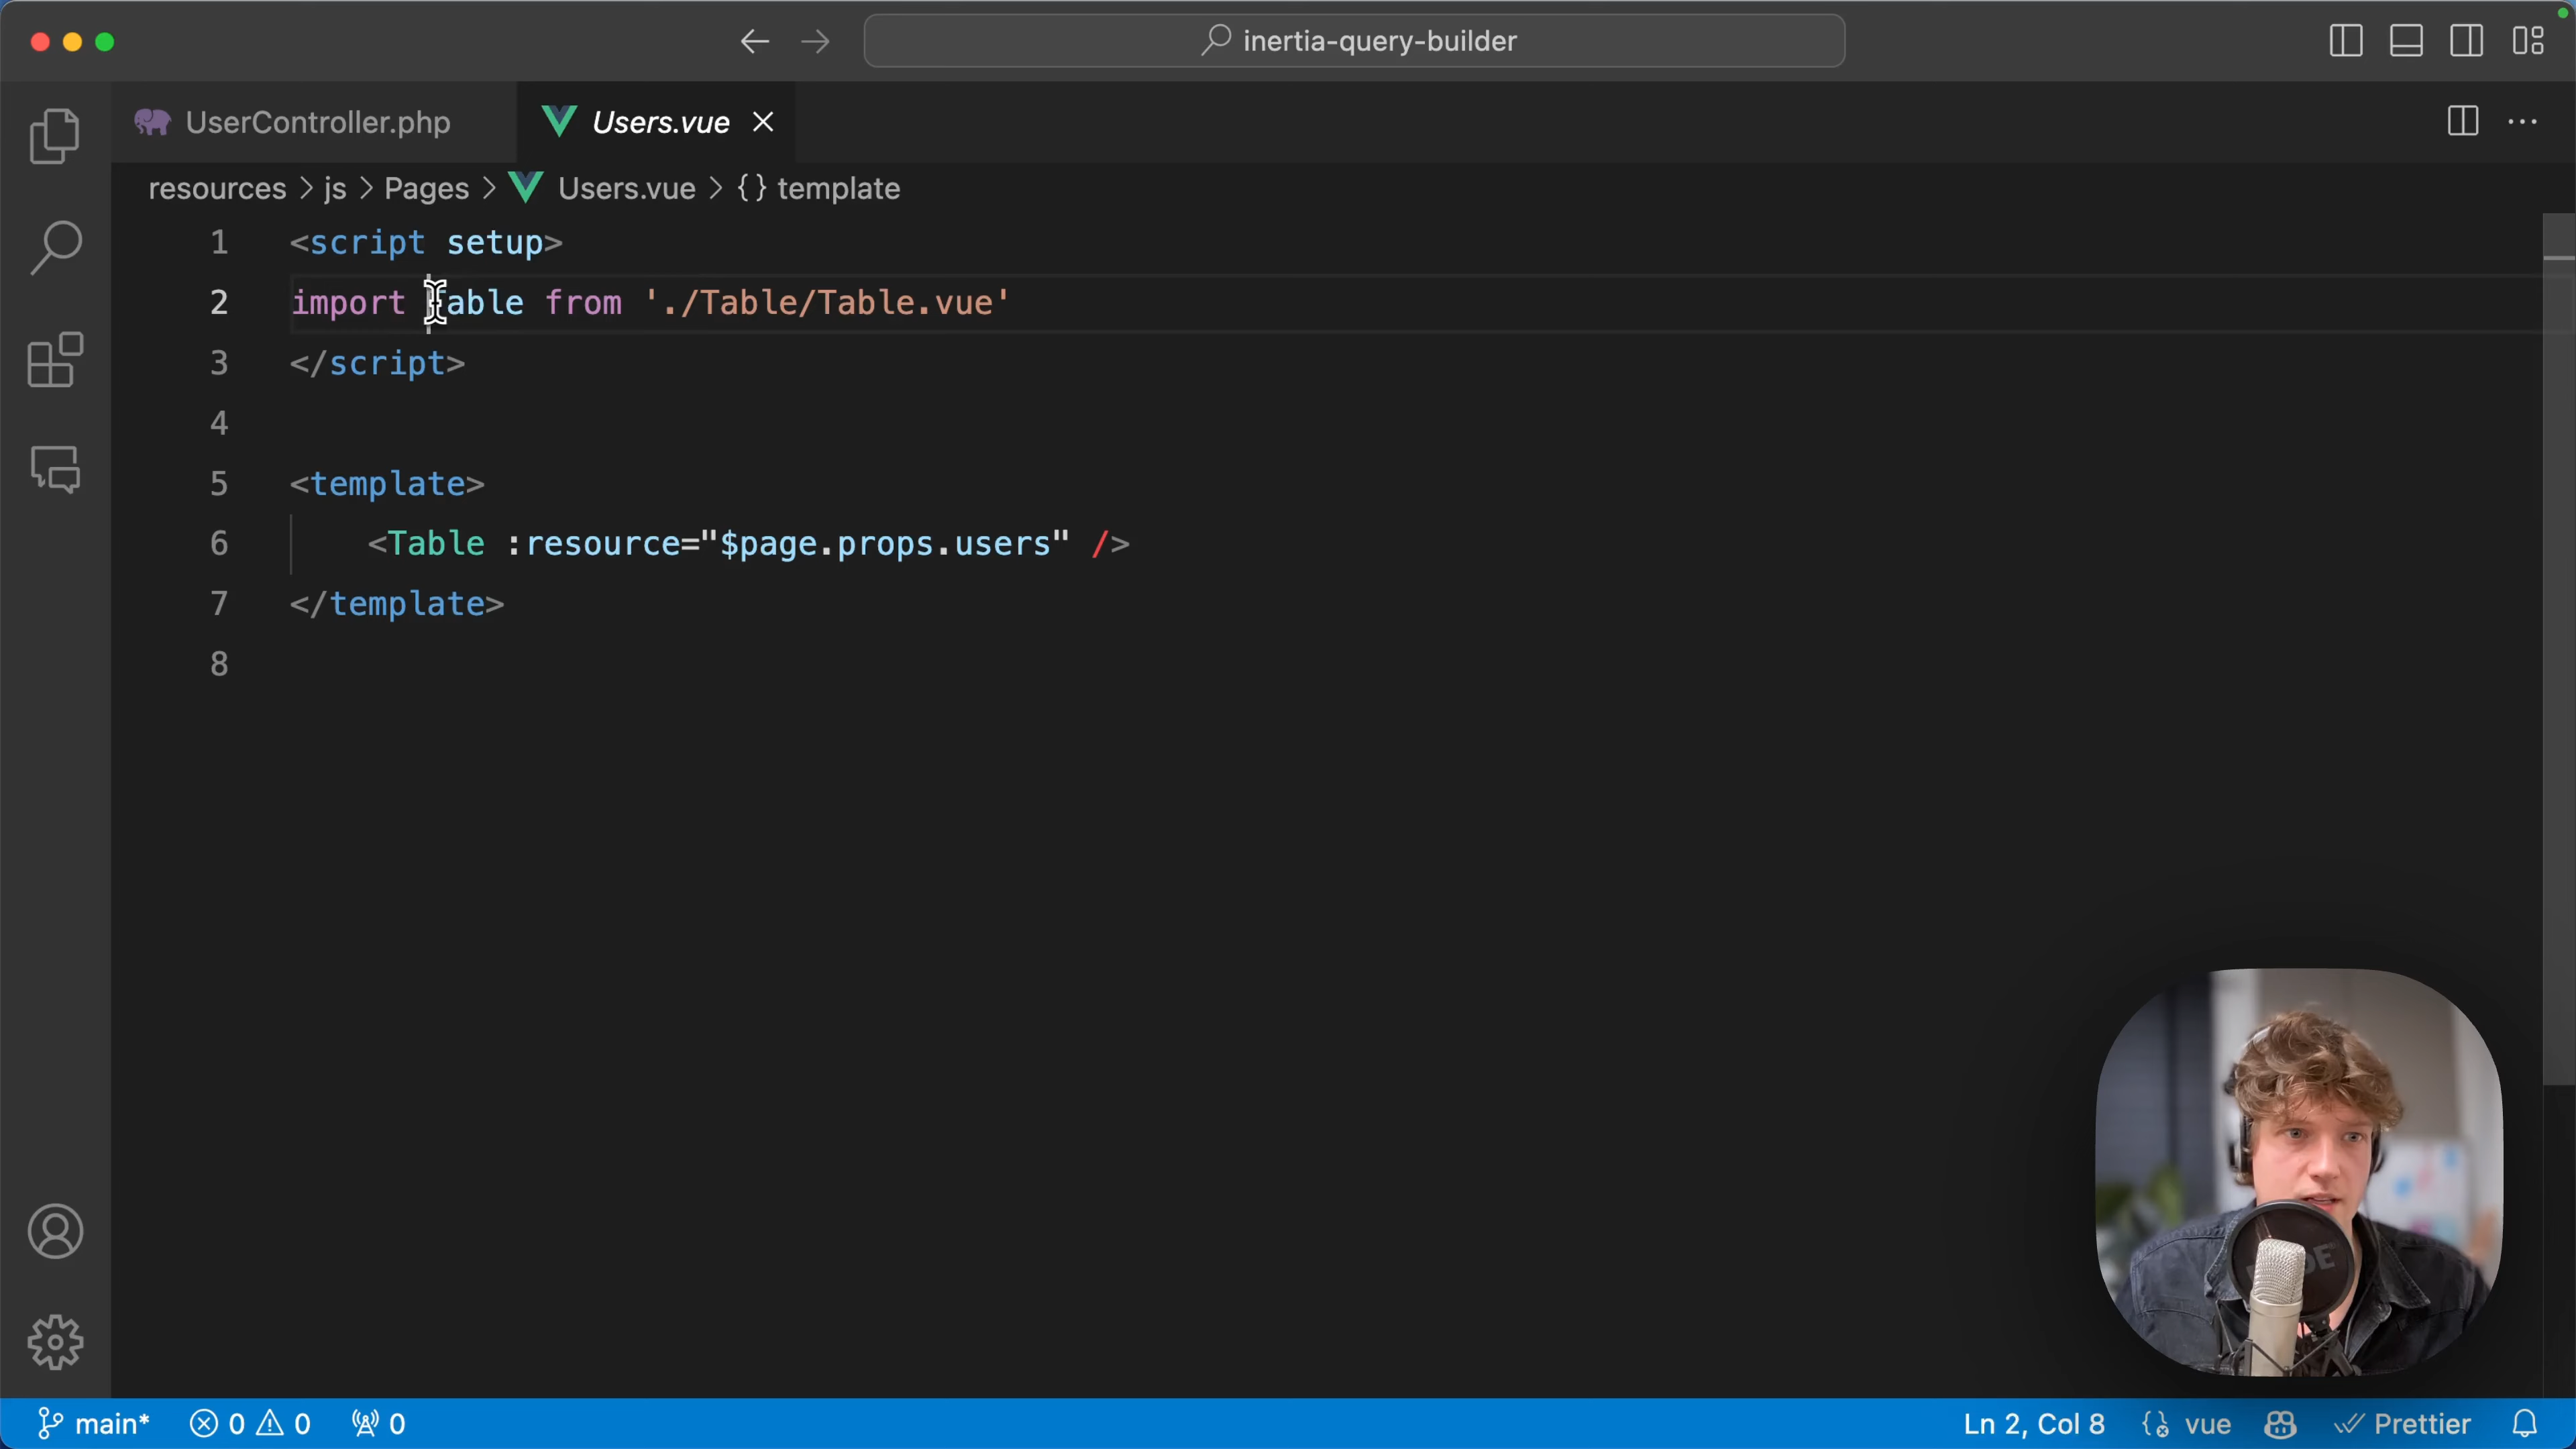 inertia-query-builder
UserController.php
Users.vue
resources > js > Pages > Users.vue > {} template
1 <script setup>
2 import Table from './Table/Table.vue'
3 </script>
4
5 <template>
6 <Table :resource="$page.props.users" />
7 </template>
8
main* 0 0 0 Ln 2, Col 8 vue Prettier